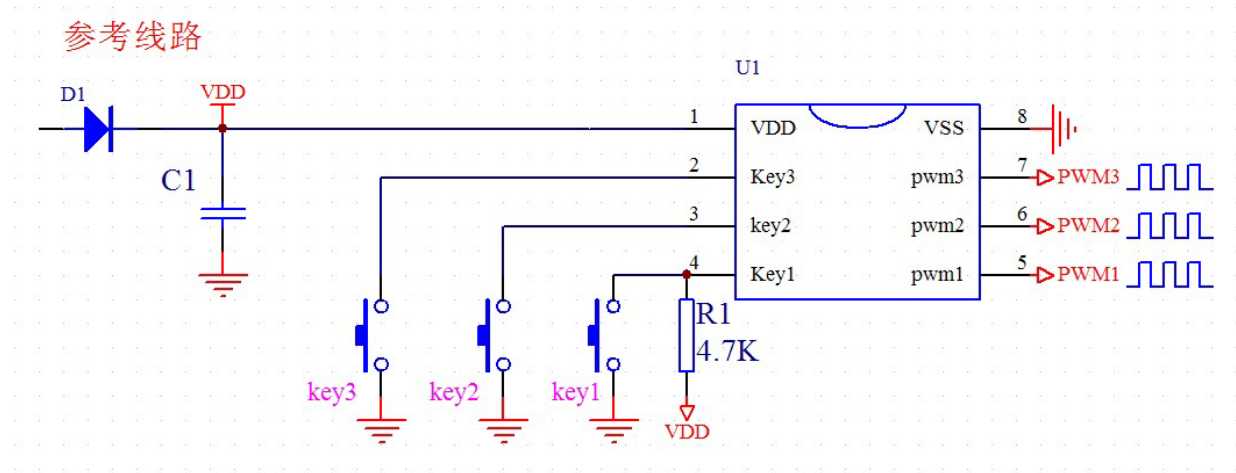 参考线路
U1
D1
VDD
1 VDD VSS 8
C1
2 Key3 pwm3 7 PWM3
3 key2 pwm2 6 PWM2
4 Key1 pwm1 5 PWM1
R1
4.7K
key3 key2 key1
VDD